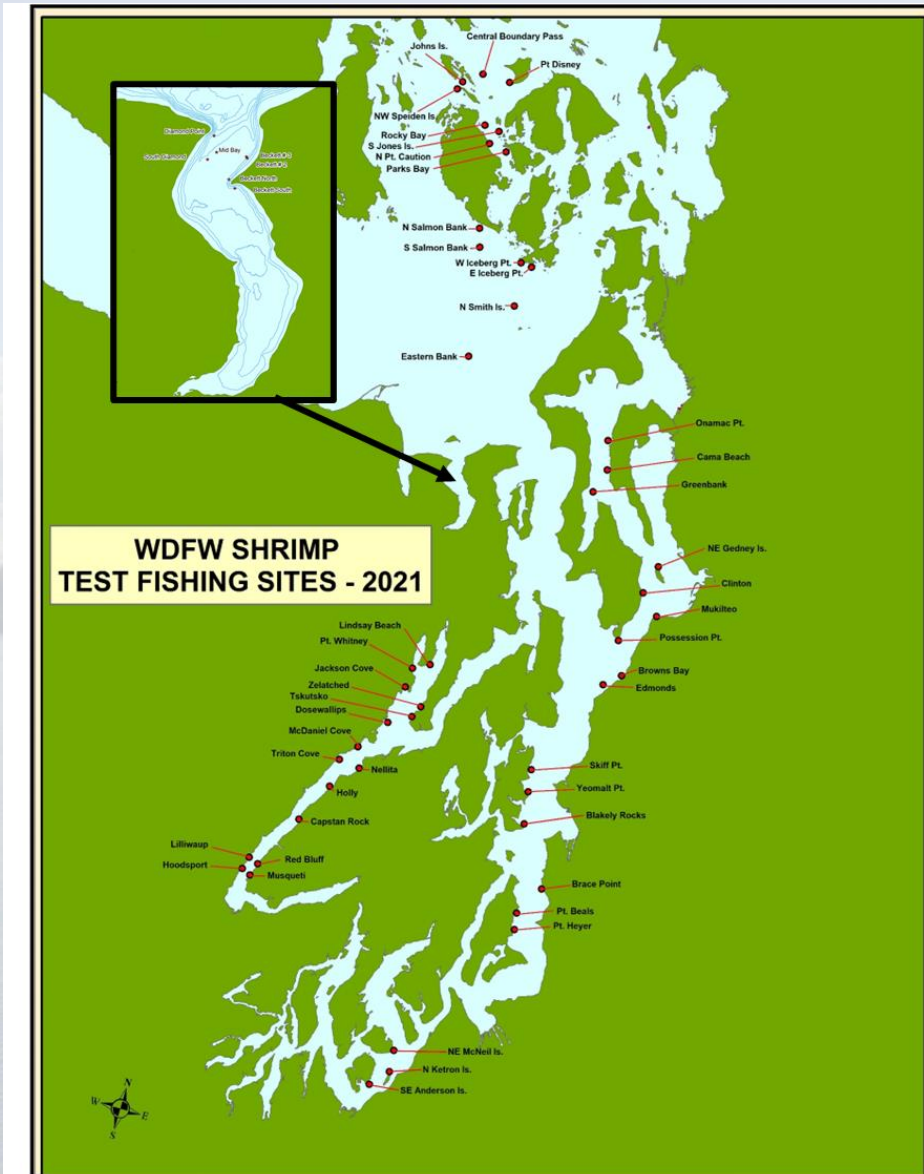 Central Boundary Pass
Johns Is.
Pt Disney
NW Speiden Is.
Rocky Bay
S Jones Is.
N Pt. Caution
Parks Bay
Diamond Point
Mid Bay
South Diamond
Beckett # 3
Beckett # 2
Beckett North
Beckett South
N Salmon Bank
S Salmon Bank
W Iceberg Pt.
E Iceberg Pt.
N Smith Is.
Eastern Bank
Onamac Pt.
Cama Beach
Greenbank
WDFW SHRIMP
TEST FISHING SITES - 2021
NE Gedney Is.
Clinton
Mukilteo
Possession Pt.
Browns Bay
Edmonds
Lindsay Beach
Pt. Whitney
Jackson Cove
Zelatched
Tskutsko
Dosewallips
McDaniel Cove
Triton Cove
Nellita
Holly
Capstan Rock
Lilliwaup
Red Bluff
Hoodsport
Musqueti
Skiff Pt.
Yeomalt Pt.
Blakely Rocks
Brace Point
Pt. Beals
Pt. Heyer
NE McNeil Is.
N Ketron Is.
SE Anderson Is.
N
W
E
S